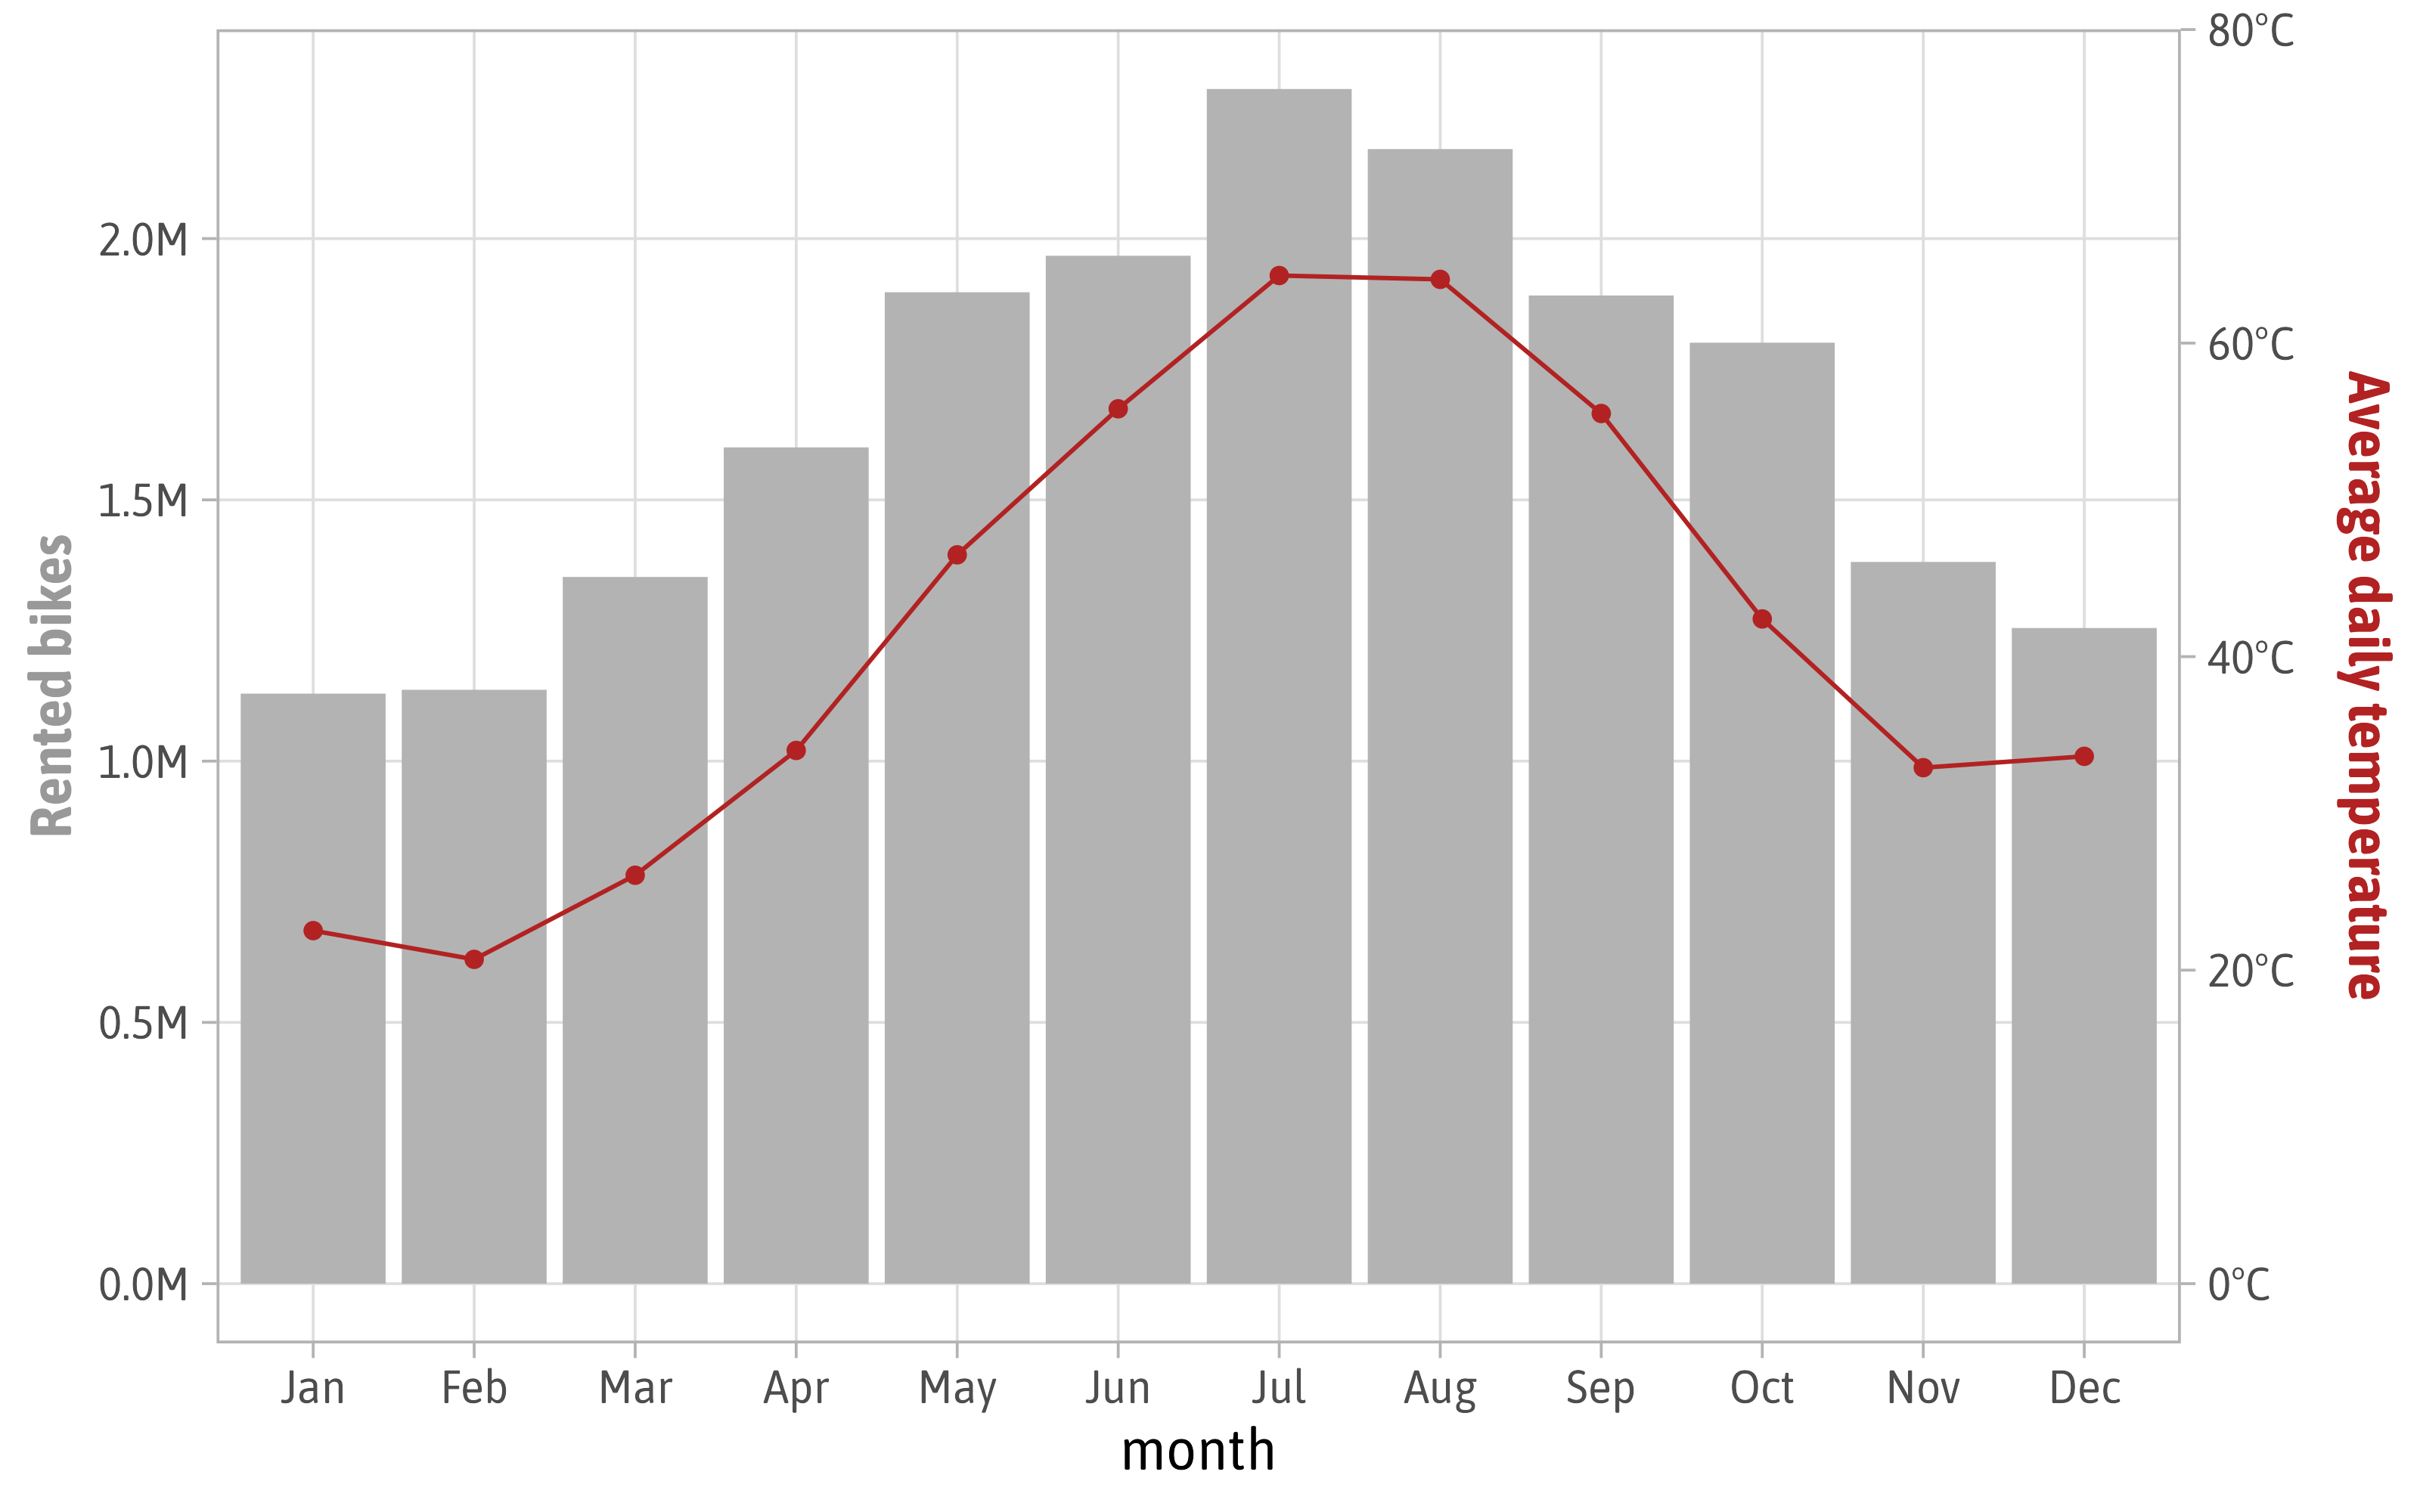 Rented bikes
2.0M
1.5M
1.0M
0.5M
0.0M
80°C
60°C
40°C
20°C
0°C
Average daily temperature
Jan Feb Mar Apr May Jun Jul Aug Sep Oct Nov Dec
month